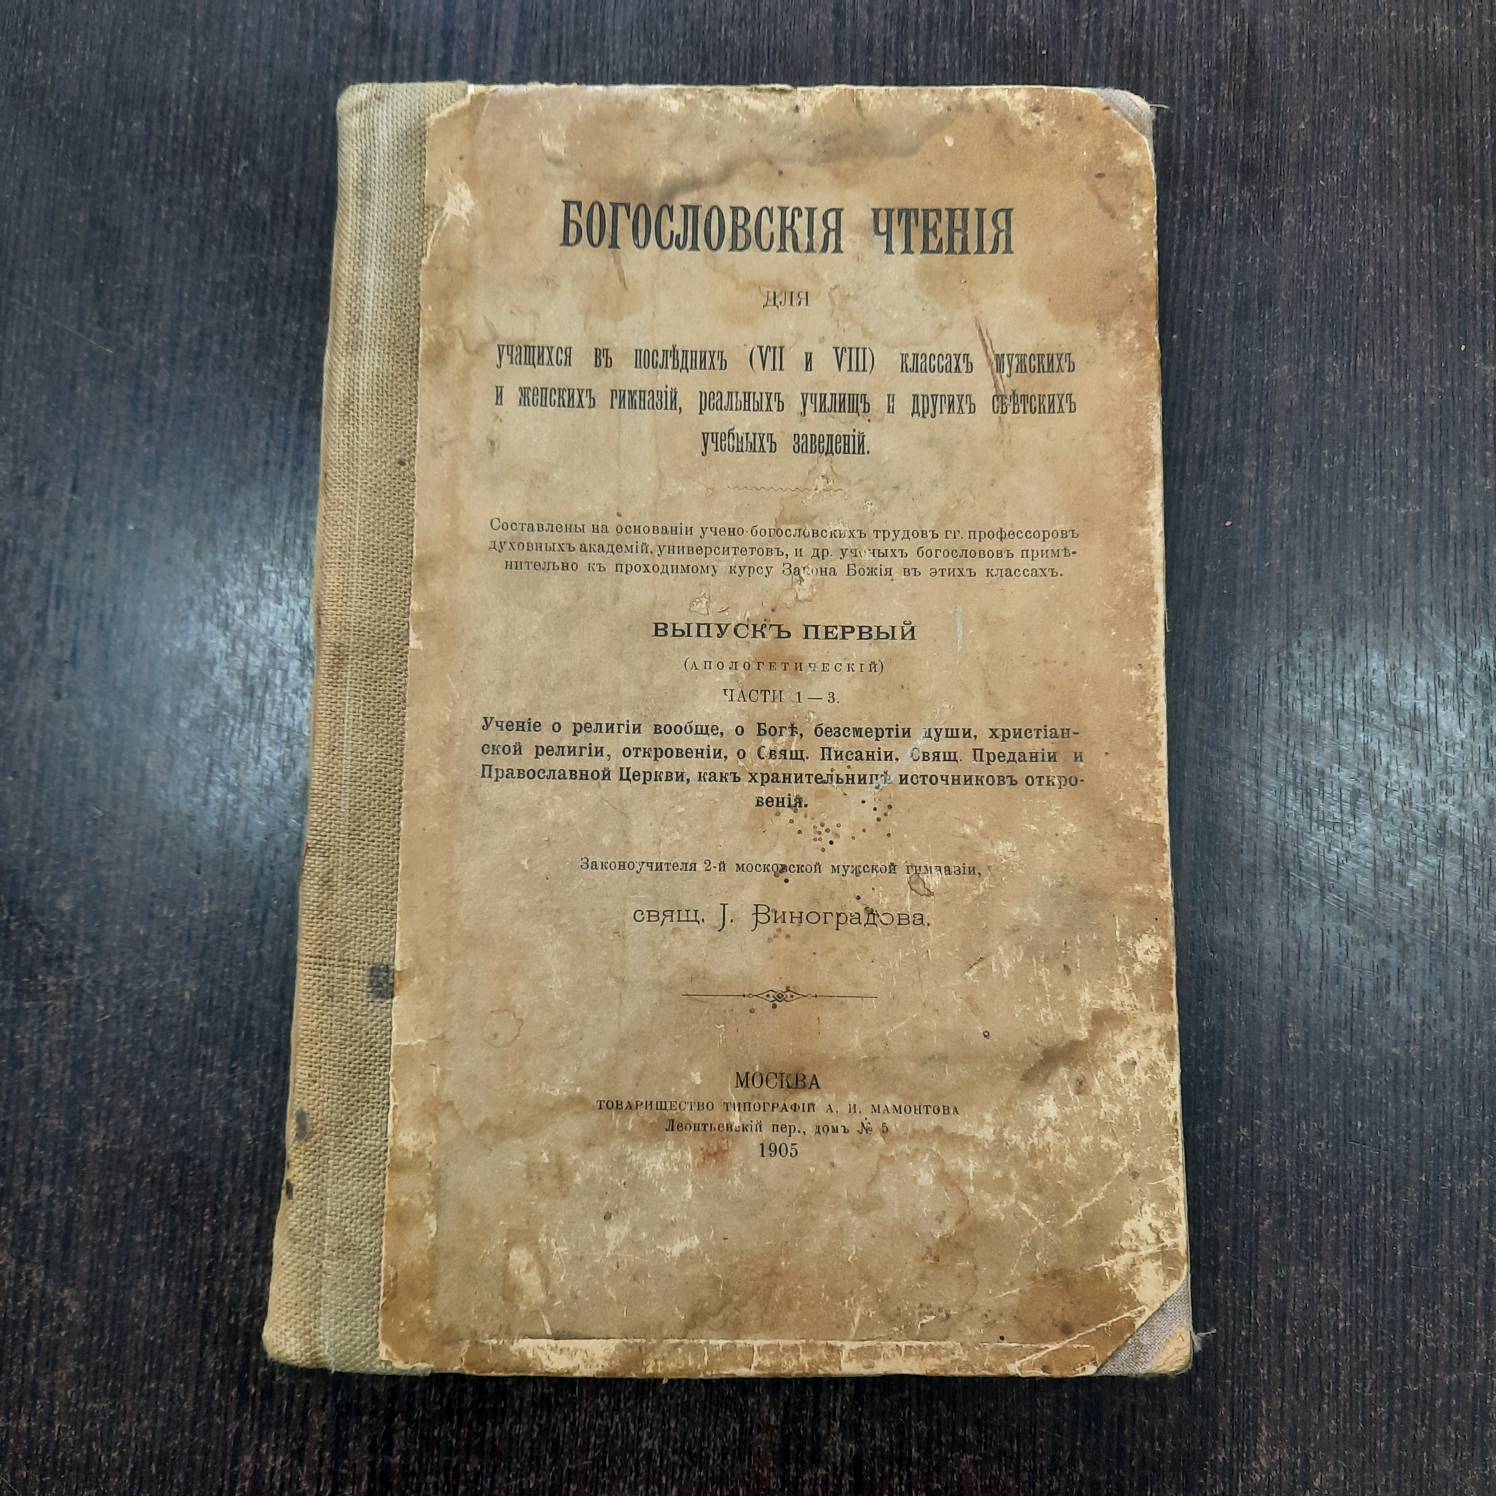 БОГОСЛОВСКІЯ ЧТЕНІЯ
ДЛЯ
учащихся въ послѣднихъ (VII и VIII) классахъ мужскихъ
и женскихъ гимназій, реальныхъ училищъ и другихъ свѣтскихъ
учебныхъ заведеній.
Составлены на основаніи учено-богословскихъ трудовъ гг. профессоровъ
духовныхъ академій, университетовъ, и др. ученыхъ богослововъ примѣ-
нительно къ проходимому курсу Закона Божія въ этихъ классахъ.
ВЫПУСКЪ ПЕРВЫЙ
(АПОЛОГЕТИЧЕСКІЙ)
ЧАСТИ 1—3.
Ученіе о религіи вообще, о Богѣ, безсмертіи души, христіан-
ской религіи, откровеніи, о Свящ. Писаніи, Свящ. Преданіи и
Православной Церкви, какъ хранительницѣ источниковъ откро-
венія.
Законоучителя 2-й московской мужской гимназіи,
свящ. І. Виноградова.
МОСКВА
ТОВАРИЩЕСТВО ТИПОГРАФІЙ А. И. МАМОНТОВА
Леонтьевскій пер., домъ № 5
1905